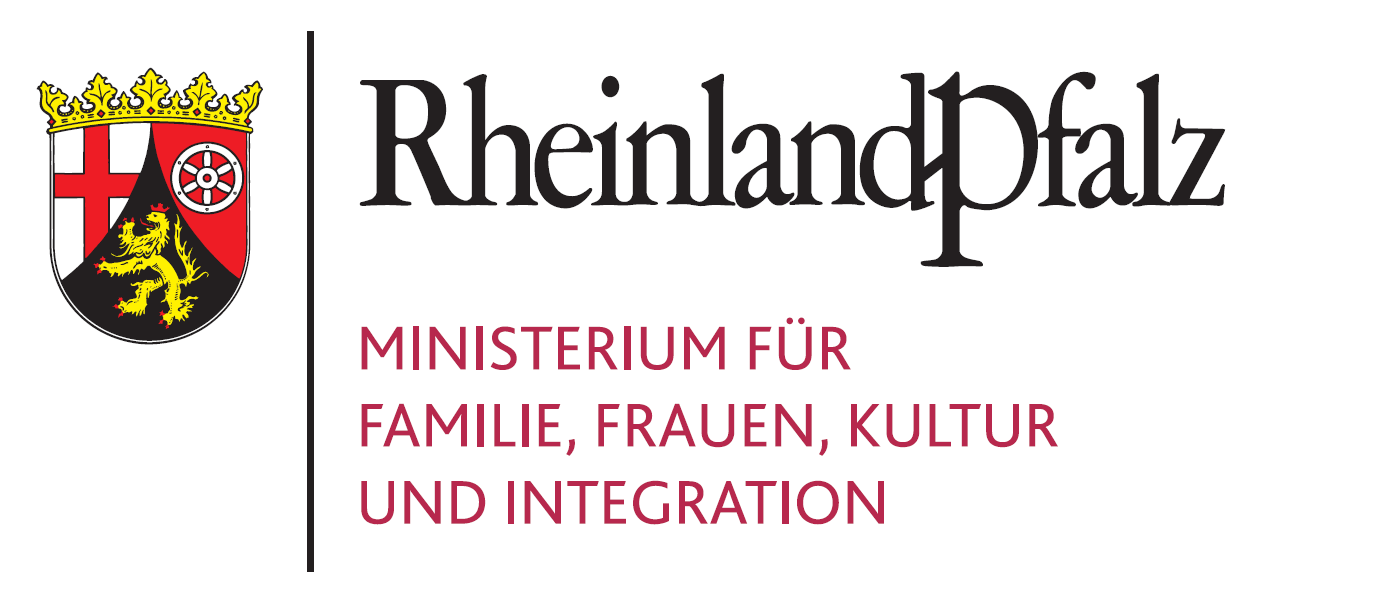 RheinlandPfalz
MINISTERIUM FÜR
FAMILIE, FRAUEN, KULTUR
UND INTEGRATION